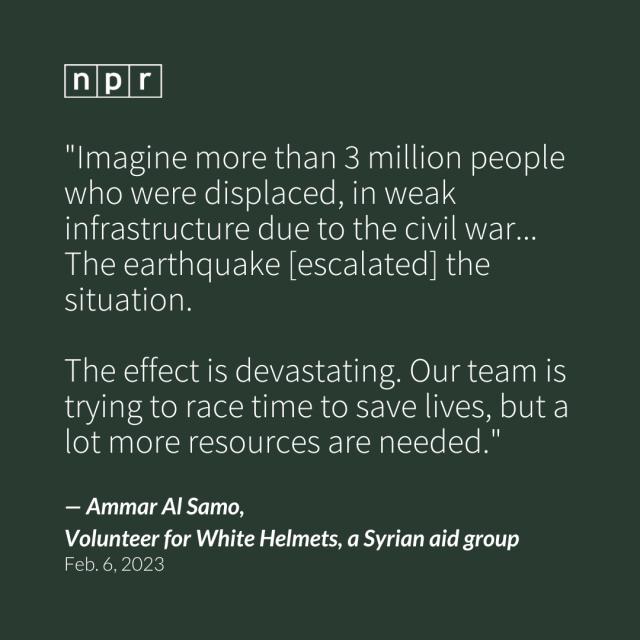 npr
"Imagine more than 3 million people
who were displaced, in weak
infrastructure due to the civil war...
The earthquake [escalated] the
situation.
The effect is devastating. Our team is
trying to race time to save lives, but a
lot more resources are needed."
— Ammar Al Samo,
Volunteer for White Helmets, a Syrian aid group
Feb. 6, 2023